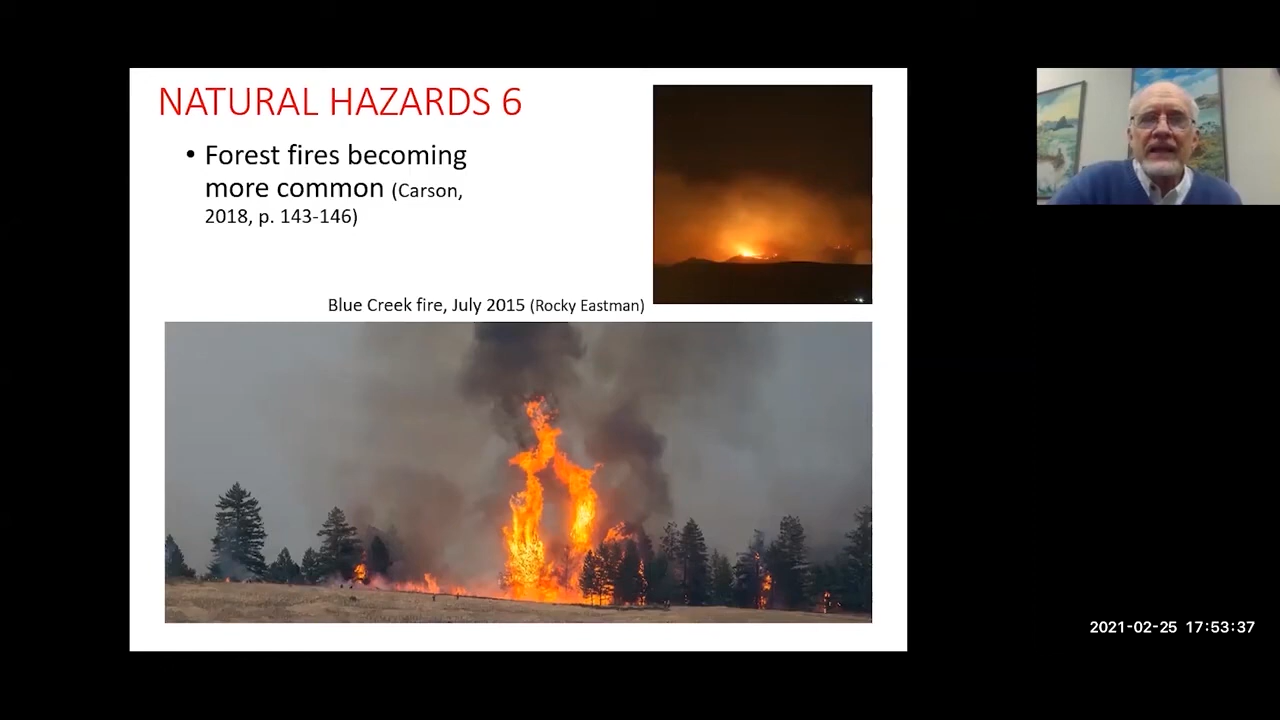 NATURAL HAZARDS 6
• Forest fires becoming
more common (Carson,
2018, p. 143-146)
Blue Creek fire, July 2015 (Rocky Eastman)
2021-02-25 17:53:37